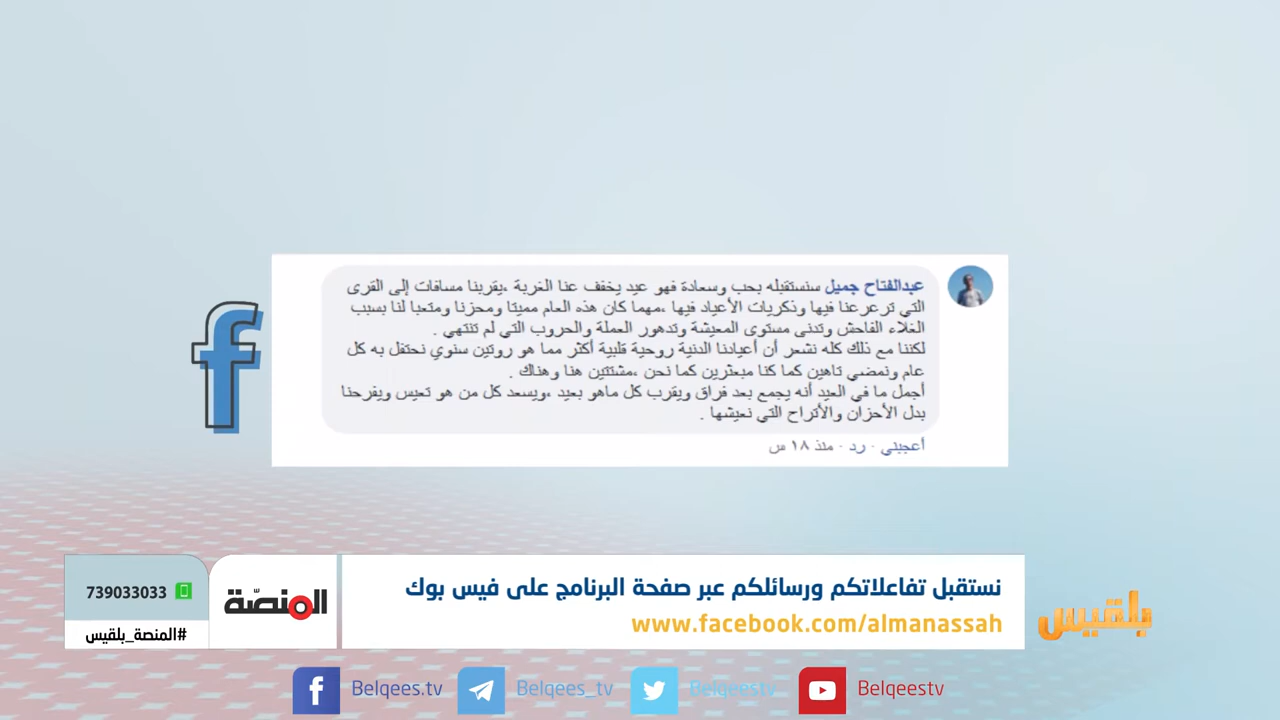 عبدالفتاح جميل سنستقبله بحب وسعادة فهو عيد يخفف عنا الغربة ،يقربنا مسافات إلى القرى
التي ترعرعنا فيها وذكريات الأعياد فيها ،مهما كان هذه العام مميتا ومحزنا ومتعبا لنا بسبب
الغلاء الفاحش وتدنى مستوى المعيشة وتدهور العملة والحروب التي لم تنتهي .
لكننا مع ذلك كله نشعر أن أعيادنا الدنية روحية قلبية أكثر مما هو روتين سنوي نحتفل به كل
عام ونمضي تاهين كما كنا مبعثرين كما نحن ،مشتتين هنا وهناك .
أجمل ما في العيد أنه يجمع بعد فراق ويقرب كل ماهو بعيد ،ويسعد كل من هو تعيس ويفرحنا
بدل الأحزان والأتراح التي نعيشها .
أعجبني · رد · منذ ١٨ س
نستقبل تفاعلاتكم ورسائلكم عبر صفحة البرنامج على فيس بوك
www.facebook.com/almanassah
بلقيس
المنصّة
739033033
#المنصة_بلقيس
Belqees.tv
Belqees_tv
Belqeestv
Belqeestv